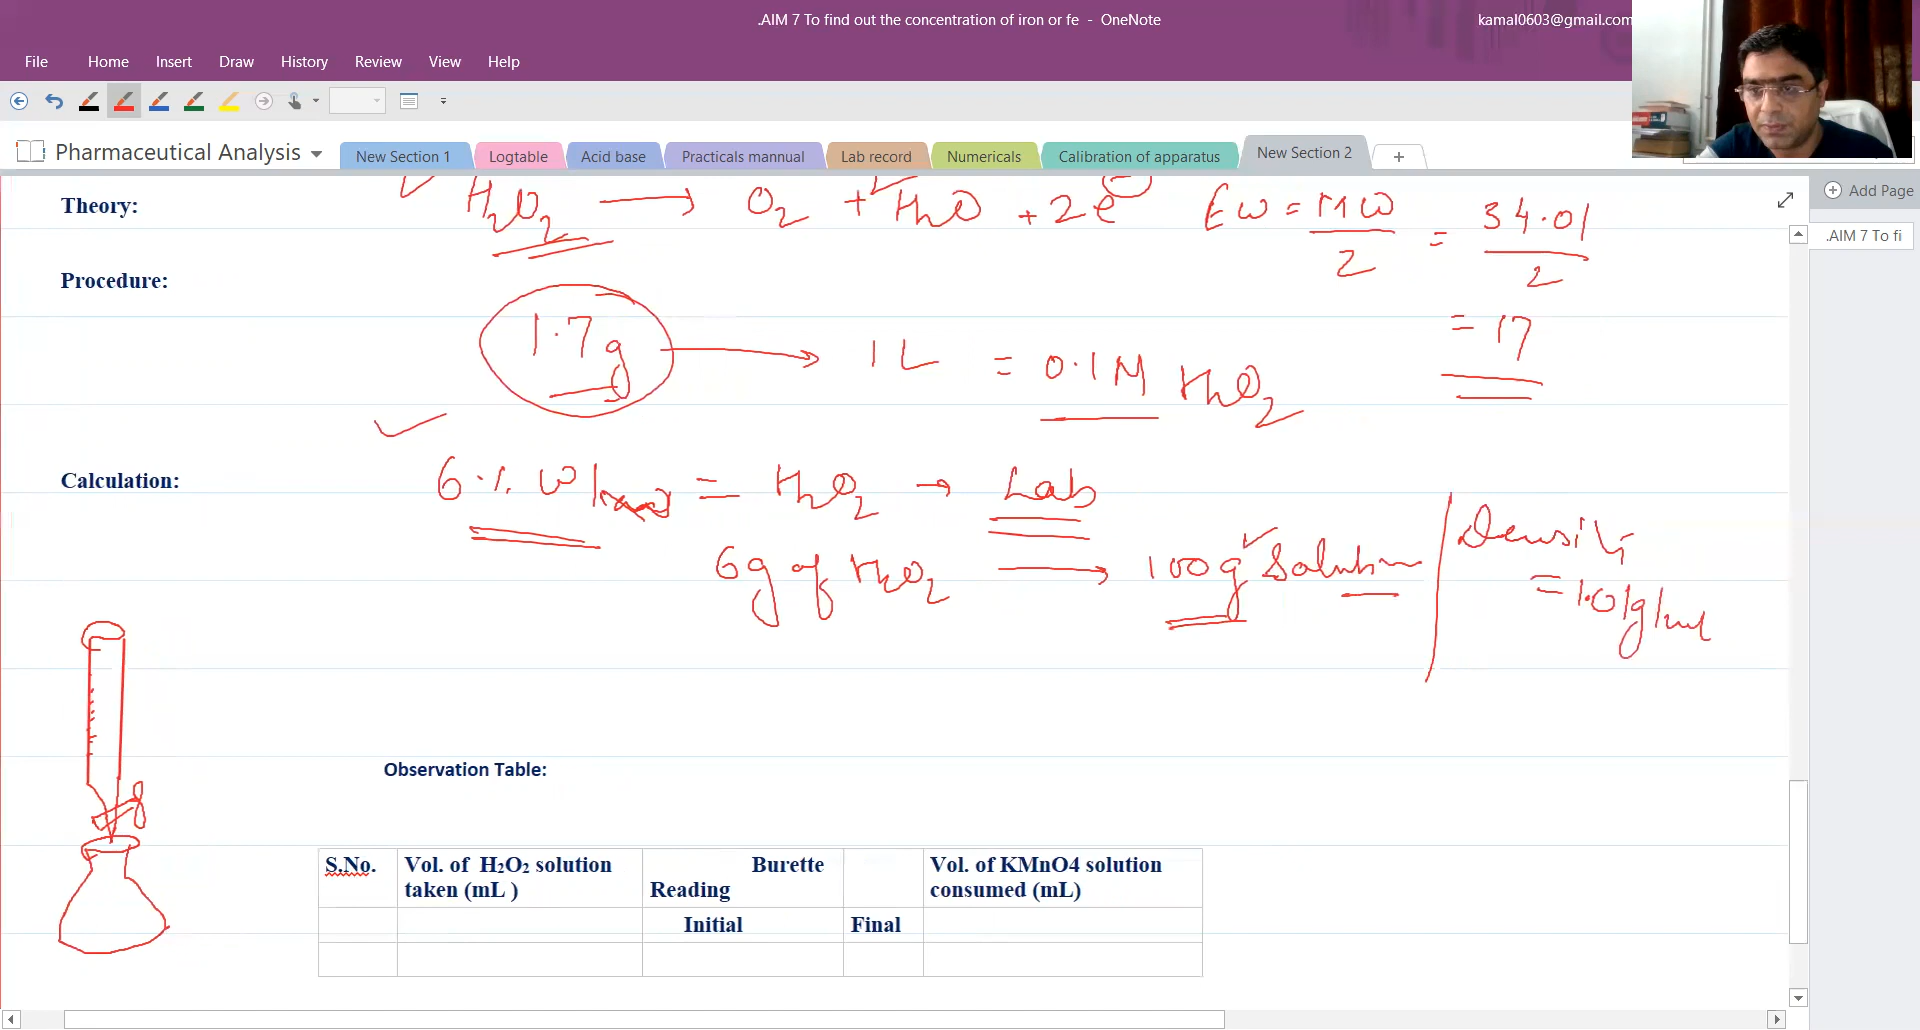 .AIM 7 To find out the concentration of iron or fe - OneNote
kamal0603@gmail.com
File Home Insert Draw History Review View Help
Pharmaceutical Analysis
New Section 1 Logtable Acid base Practicals mannual Lab record Numericals Calibration of apparatus New Section 2
Add Page
.AIM 7 To fi
Theory:
H2O2 → O2 + H2O + 2e⊖ EW = MW/2 = 34.01/2
= 17
Procedure:
1.7g → 1L = 0.1M H2O2
Calculation:
6% W/ = H2O2 → Lab
6g of H2O2 → 100g Solution
Density
= 1.01g/ml
Observation Table:
S.No. Vol. of H2O2 solution taken (mL ) Burette Reading Vol. of KMnO4 solution consumed (mL)
Initial Final